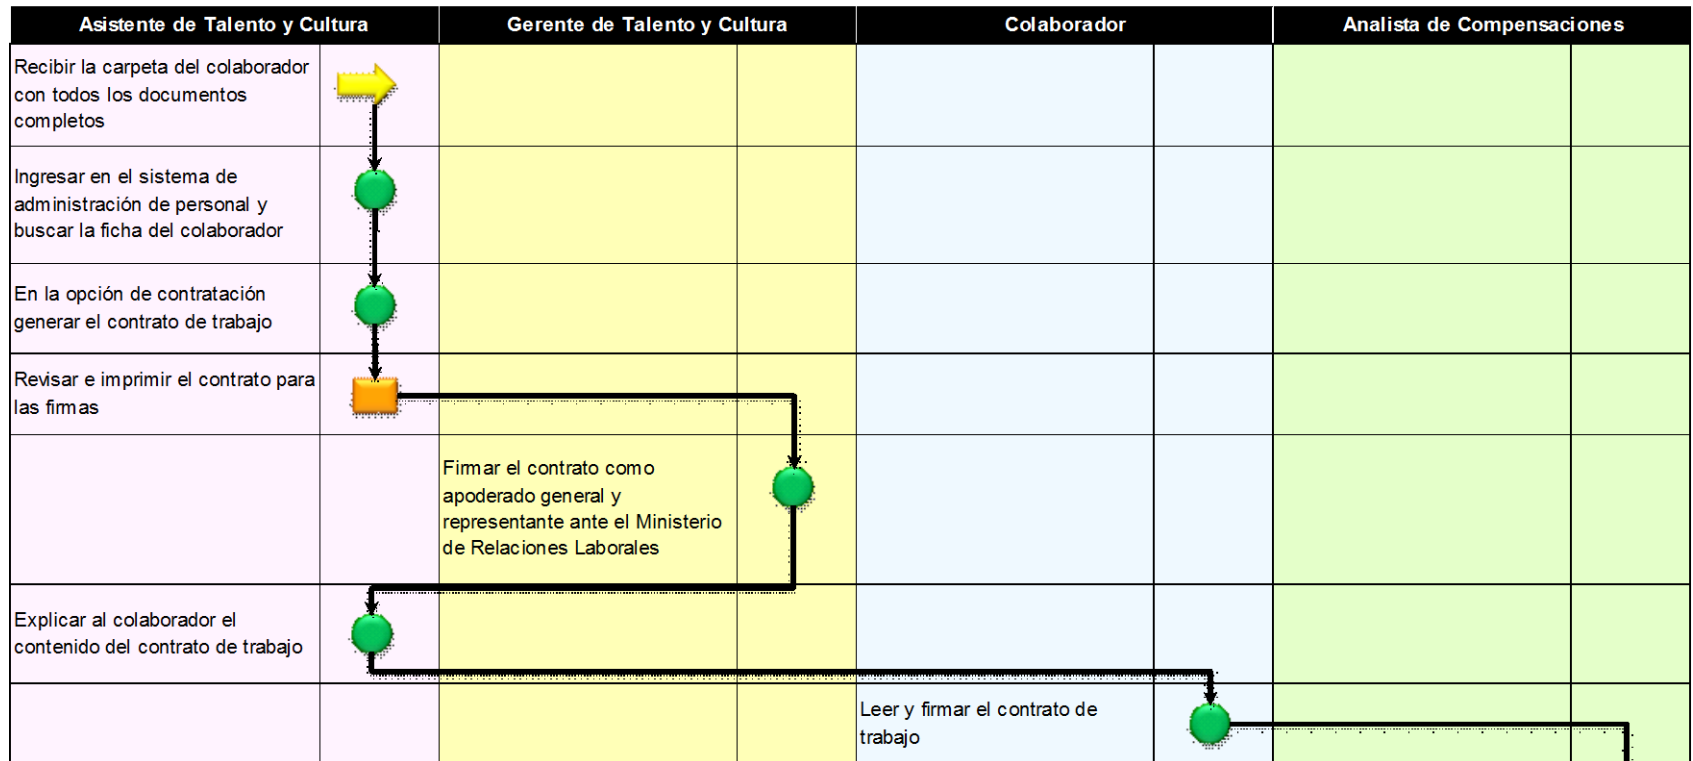 Asistente de Talento y Cultura
Gerente de Talento y Cultura
Colaborador
Analista de Compensaciones
Recibir la carpeta del colaborador
con todos los documentos
completos
Ingresar en el sistema de
administración de personal y
buscar la ficha del colaborador
En la opción de contratación
generar el contrato de trabajo
Revisar e imprimir el contrato para
las firmas
Firmar el contrato como
apoderado general y
representante ante el Ministerio
de Relaciones Laborales
Explicar al colaborador el
contenido del contrato de trabajo
Leer y firmar el contrato de
trabajo